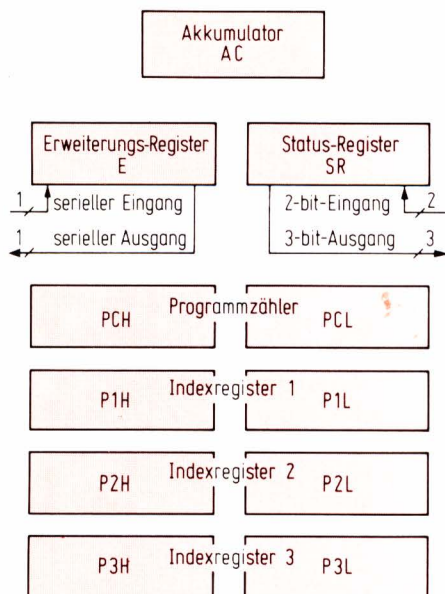 Akkumulator
AC
Erweiterungs-Register
E
Status-Register
SR
1 serieller Eingang
2-bit-Eingang 2
1 serieller Ausgang
3-bit-Ausgang 3
Programmzähler
PCH PCL
Indexregister 1
P1H P1L
Indexregister 2
P2H P2L
Indexregister 3
P3H P3L